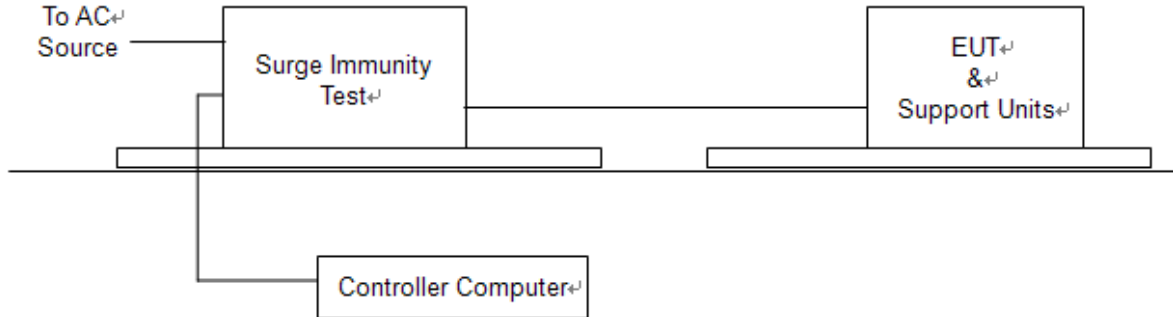 To AC↵
Source
Surge Immunity
Test↵
EUT↵
&↵
Support Units↵
Controller Computer↵